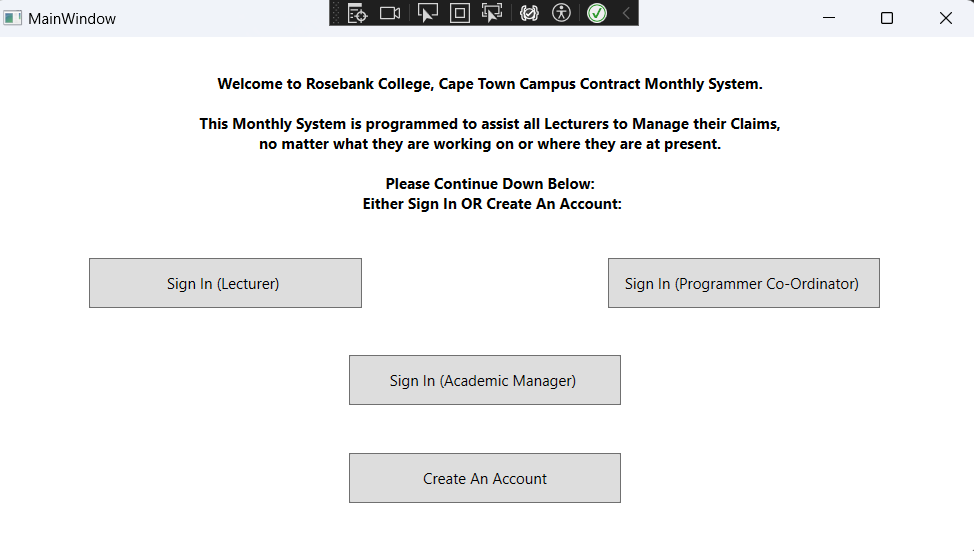 MainWindow
Welcome to Rosebank College, Cape Town Campus Contract Monthly System.
This Monthly System is programmed to assist all Lecturers to Manage their Claims,
no matter what they are working on or where they are at present.
Please Continue Down Below:
Either Sign In OR Create An Account:
Sign In (Lecturer)
Sign In (Programmer Co-Ordinator)
Sign In (Academic Manager)
Create An Account